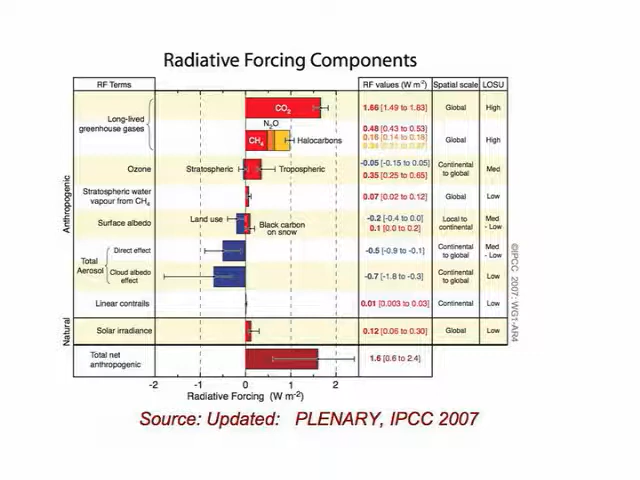 Radiative Forcing Components
RF Terms
RF values (W m-2)
Spatial scale
LOSU
Anthropogenic
Long-lived
greenhouse gases
CO2
1.66 [1.49 to 1.83]
Global
High
N2O
CH4
Halocarbons
0.48 [0.43 to 0.53]
0.16 [0.14 to 0.18]
0.34 [0.31 to 0.37]
Global
High
Ozone
Stratospheric
Tropospheric
-0.05 [-0.15 to 0.05]
0.35 [0.25 to 0.65]
Continental
to global
Med
Stratospheric water
vapour from CH4
0.07 [0.02 to 0.12]
Global
Low
Surface albedo
Land use
Black carbon
on snow
-0.2 [-0.4 to 0.0]
0.1 [0.0 to 0.2]
Local to
continental
Med
- Low
Total
Aerosol
Direct effect
-0.5 [-0.9 to -0.1]
Continental
to global
Med
- Low
Cloud albedo
effect
-0.7 [-1.8 to -0.3]
Continental
to global
Low
Linear contrails
0.01 [0.003 to 0.03]
Continental
Low
Natural
Solar irradiance
0.12 [0.06 to 0.30]
Global
Low
Total net
anthropogenic
1.6 [0.6 to 2.4]
-2 -1 0 1 2
Radiative Forcing (W m-2)
©IPCC 2007: WG1-AR4
Source: Updated: PLENARY, IPCC 2007